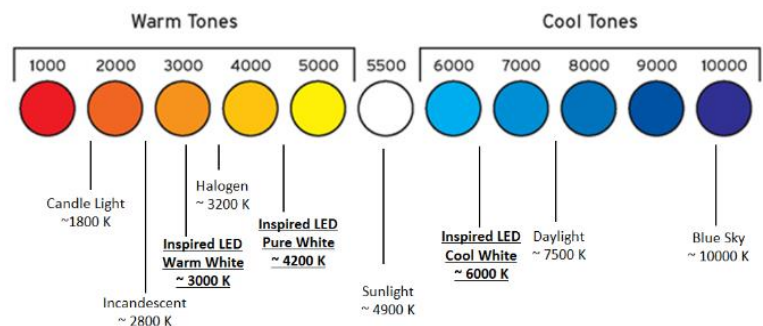 Warm Tones
Cool Tones
1000 2000 3000 4000 5000 5500 6000 7000 8000 9000 10000
Candle Light
~1800 K
Incandescent
~ 2800 K
Inspired LED
Warm White
~ 3000 K
Halogen
~ 3200 K
Inspired LED
Pure White
~ 4200 K
Sunlight
~ 4900 K
Inspired LED
Cool White
~ 6000 K
Daylight
~ 7500 K
Blue Sky
~ 10000 K